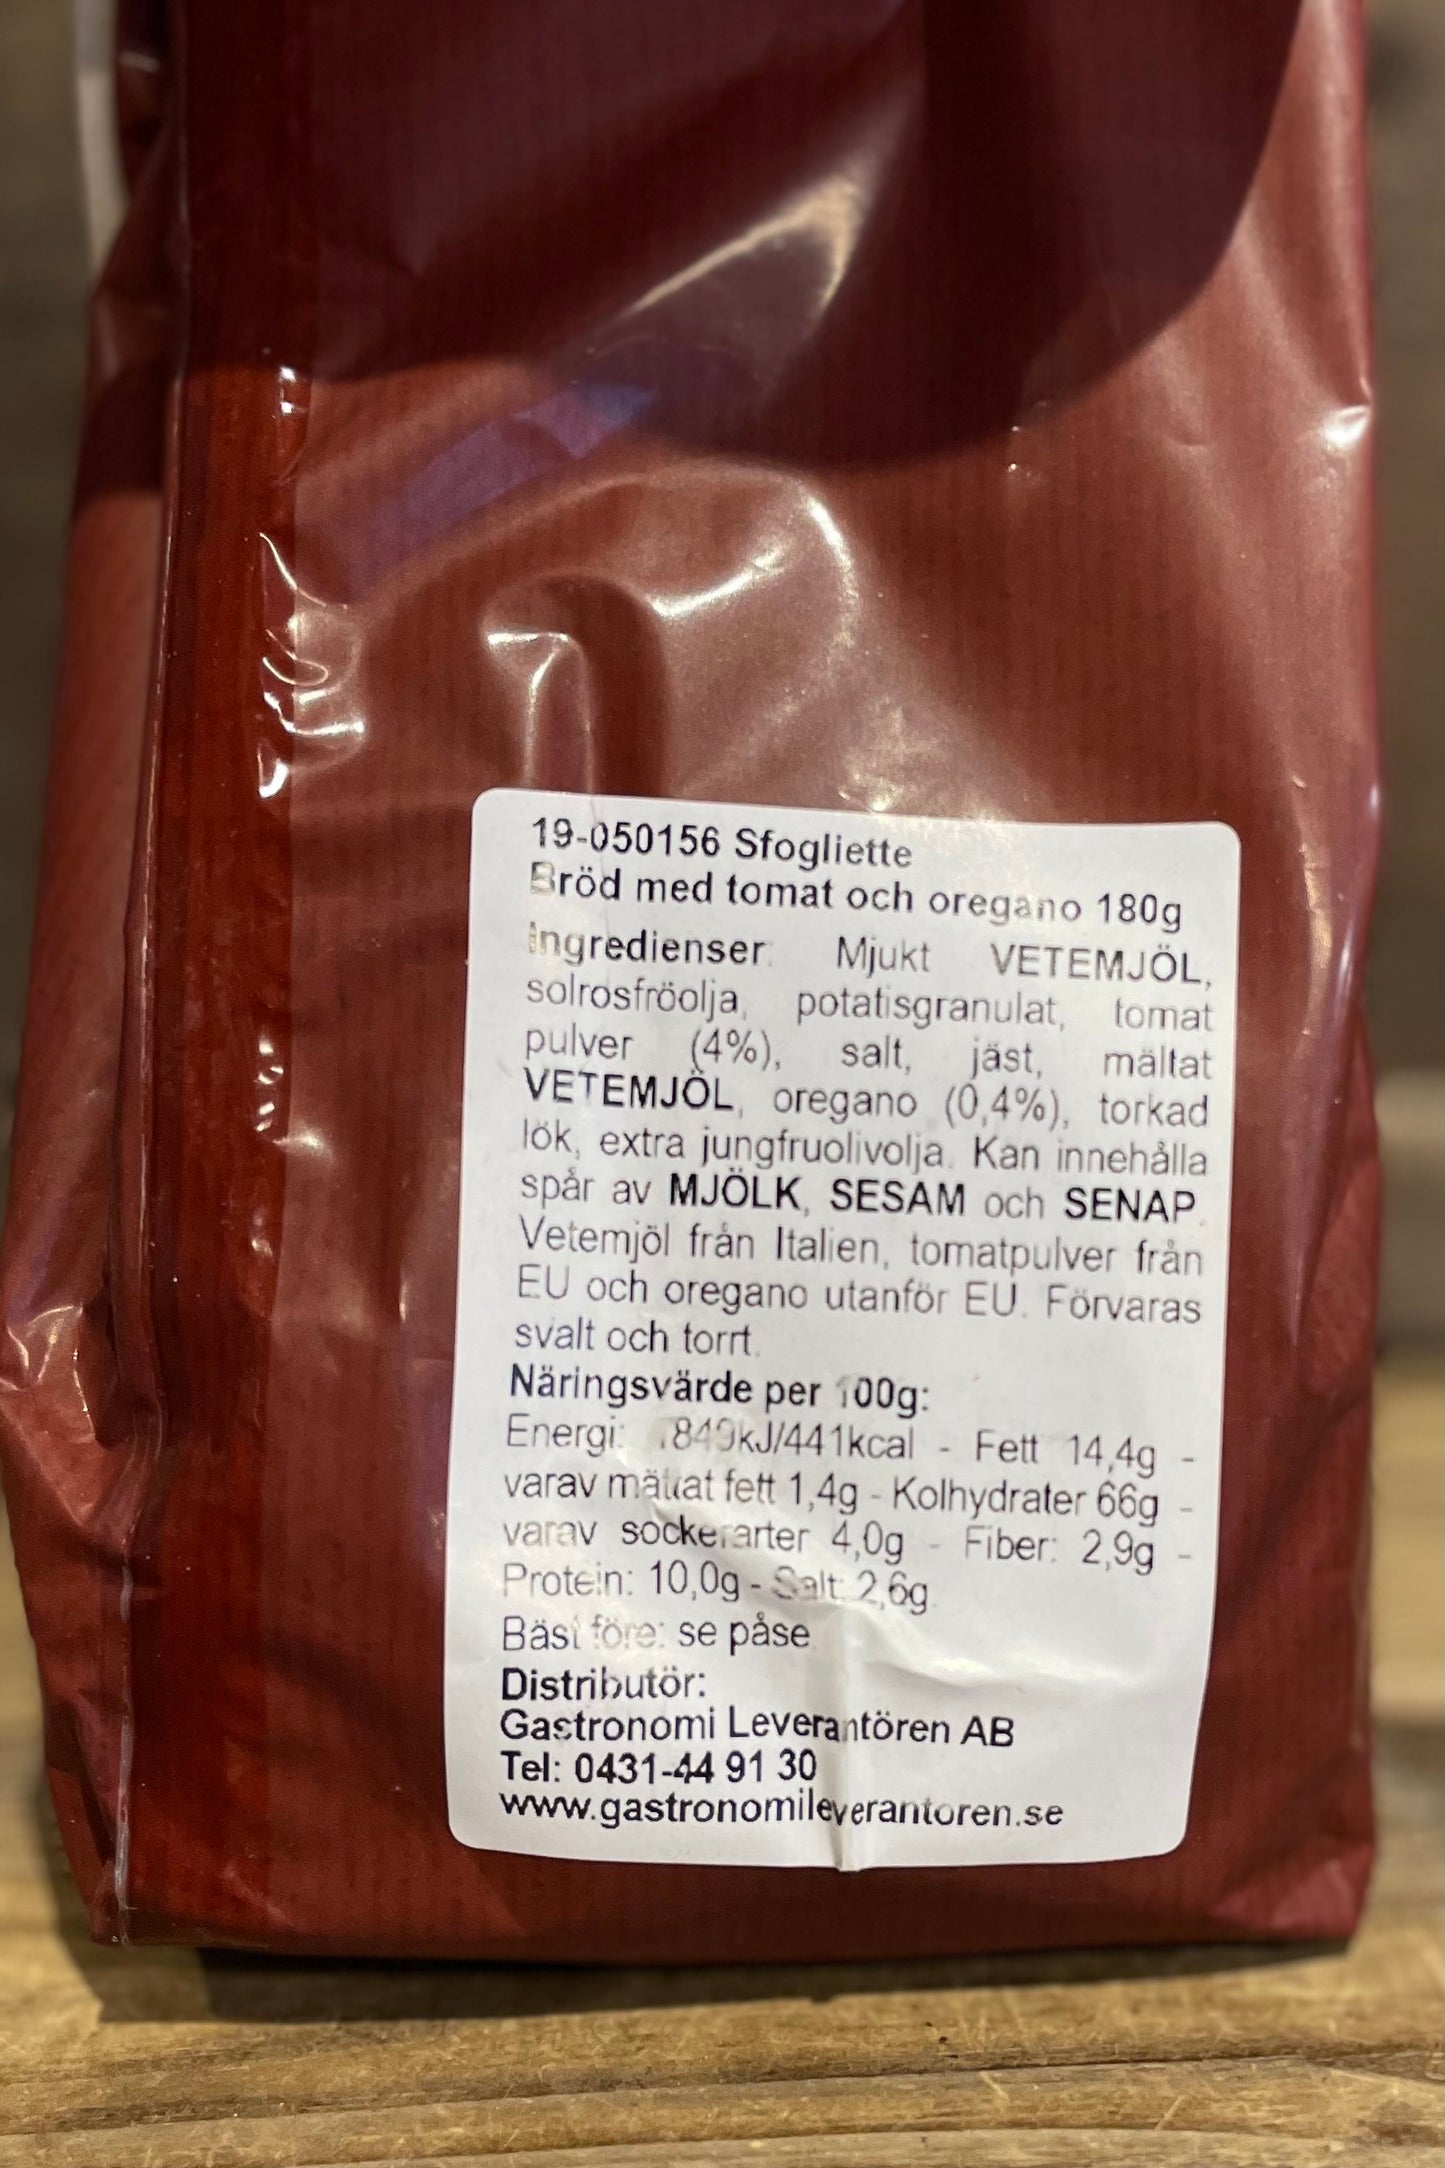 19-050156 Sfogliette
Bröd med tomat och oregano 180g
Ingredienser: Mjukt VETEMJÖL,
solrosfröolja, potatisgranulat, tomat
pulver (4%), salt, jäst, mältat
VETEMJÖL, oregano (0,4%), torkad
lök, extra jungfruolivolja. Kan innehålla
spår av MJÖLK, SESAM och SENAP.
Vetemjöl från Italien, tomatpulver från
EU och oregano utanför EU. Förvaras
svalt och torrt.
Näringsvärde per 100g:
Energi: 1849kJ/441kcal - Fett 14,4g -
varav mättat fett 1,4g - Kolhydrater 66g -
varav sockerarter 4,0g - Fiber: 2,9g -
Protein: 10,0g - Salt: 2,6g.
Bäst före: se påse
Distributör:
Gastronomi Leverantören AB
Tel: 0431-44 91 30
www.gastronomileverantoren.se